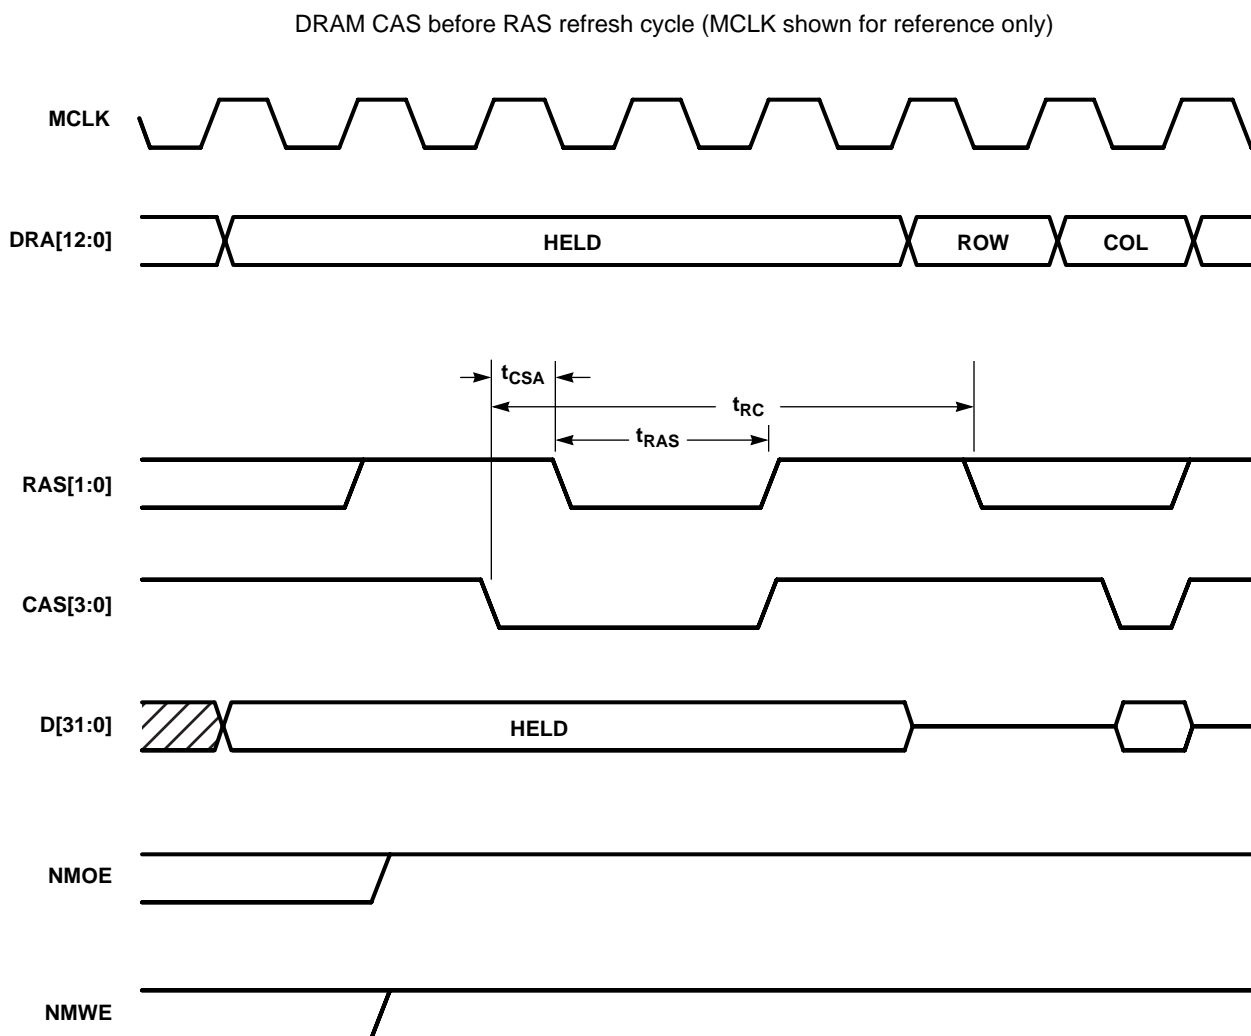 DRAM CAS before RAS refresh cycle (MCLK shown for reference only)
MCLK
DRA[12:0]
HELD
ROW
COL
tCSA
tRC
tRAS
RAS[1:0]
CAS[3:0]
D[31:0]
HELD
NMOE
NMWE